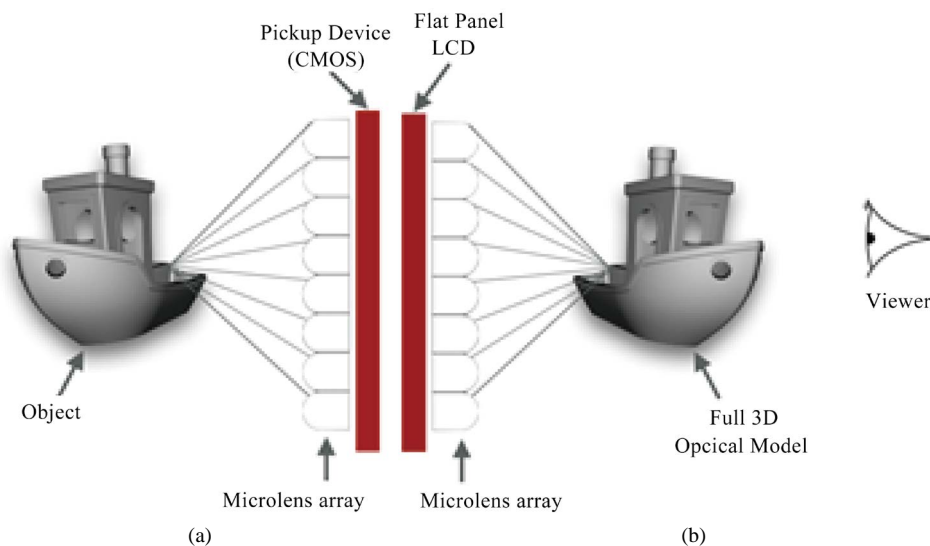 Pickup Device
(CMOS)
Flat Panel
LCD
Viewer
Object
Full 3D
Opcical Model
Microlens array
Microlens array
(a)
(b)